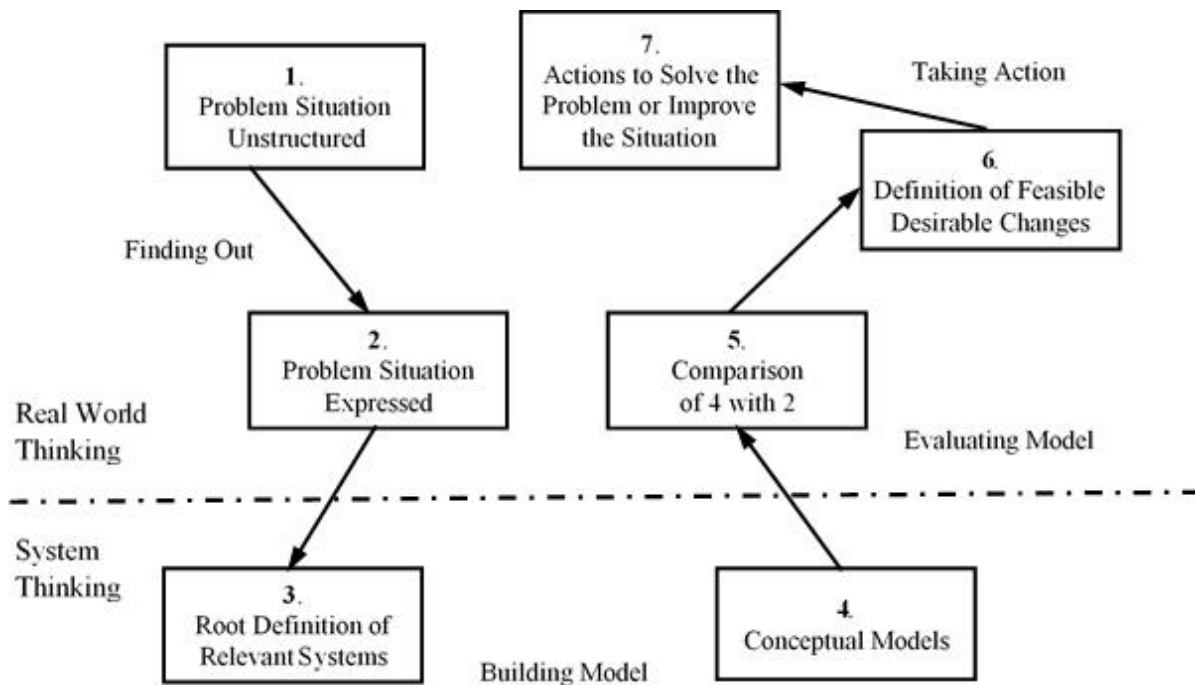 1.
Problem Situation
Unstructured
7.
Actions to Solve the
Problem or Improve
the Situation
Taking Action
6.
Definition of Feasible
Desirable Changes
Finding Out
2.
Problem Situation
Expressed
5.
Comparison
of 4 with 2
Real World
Thinking
Evaluating Model
System
Thinking
3.
Root Definition of
Relevant Systems
4.
Conceptual Models
Building Model